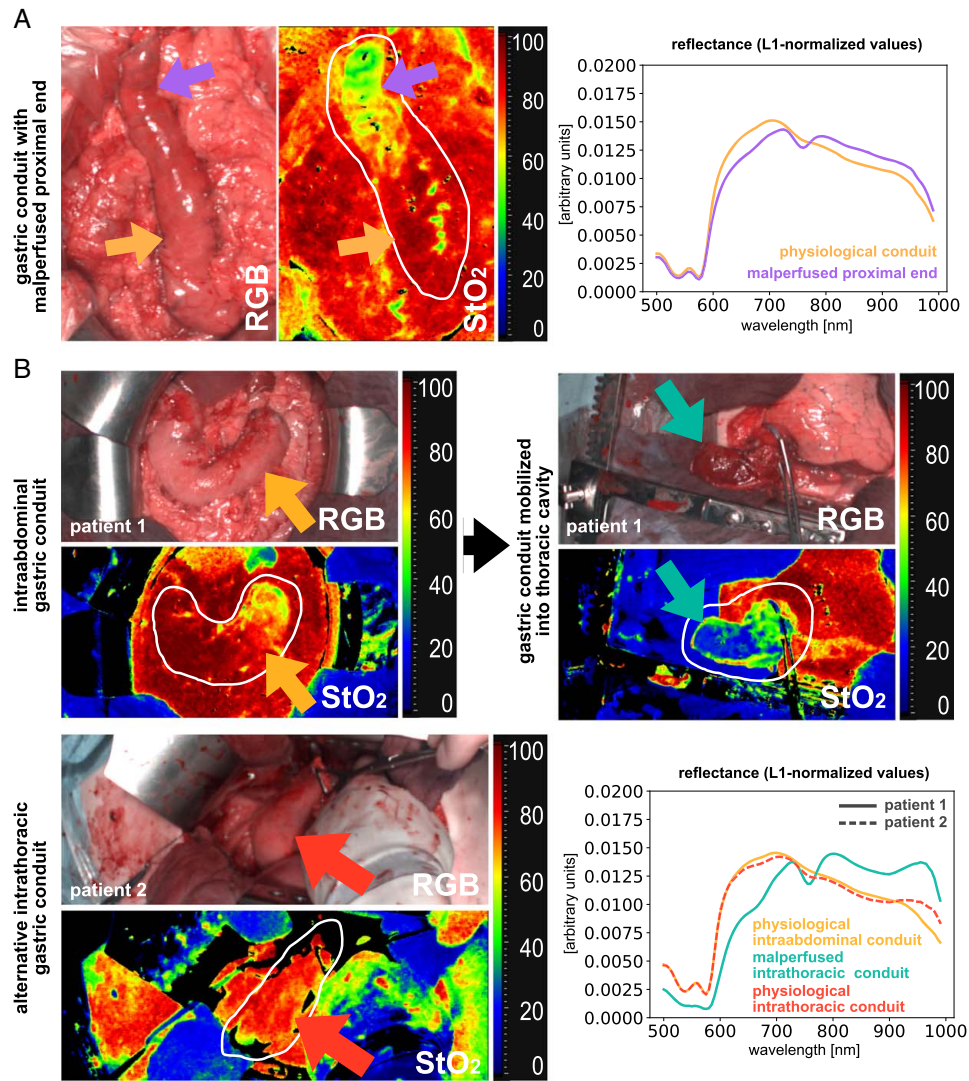 A
gastric conduit with
malperfused proximal end
RGB
StO2
100
80
60
40
20
0
reflectance (L1-normalized values)
[arbitrary units]
0.0200
0.0175
0.0150
0.0125
0.0100
0.0075
0.0050
0.0025
0.0000
physiological conduit
malperfused proximal end
500 600 700 800 900 1000
wavelength [nm]
B
intraabdominal
gastric conduit
patient 1
RGB
StO2
100
80
60
40
20
0
gastric conduit mobilized
into thoracic cavity
patient 1
RGB
StO2
100
80
60
40
20
0
alternative intrathoracic
gastric conduit
patient 2
RGB
StO2
100
80
60
40
20
0
reflectance (L1-normalized values)
[arbitrary units]
0.0200
0.0175
0.0150
0.0125
0.0100
0.0075
0.0050
0.0025
0.0000
patient 1
patient 2
physiological
intraabdominal conduit
malperfused
intrathoracic conduit
physiological
intrathoracic conduit
500 600 700 800 900 1000
wavelength [nm]